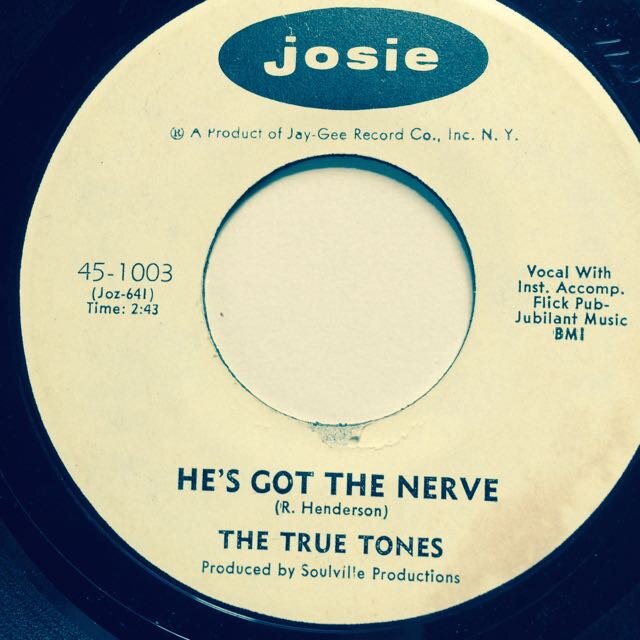 josie
℗ A Product of Jay-Gee Record Co., Inc. N. Y.
45-1003
(Joz-641)
Time: 2:43
Vocal With
Inst. Accomp.
Flick Pub-
Jubilant Music
BMI
HE'S GOT THE NERVE
(R. Henderson)
THE TRUE TONES
Produced by Soulville Productions